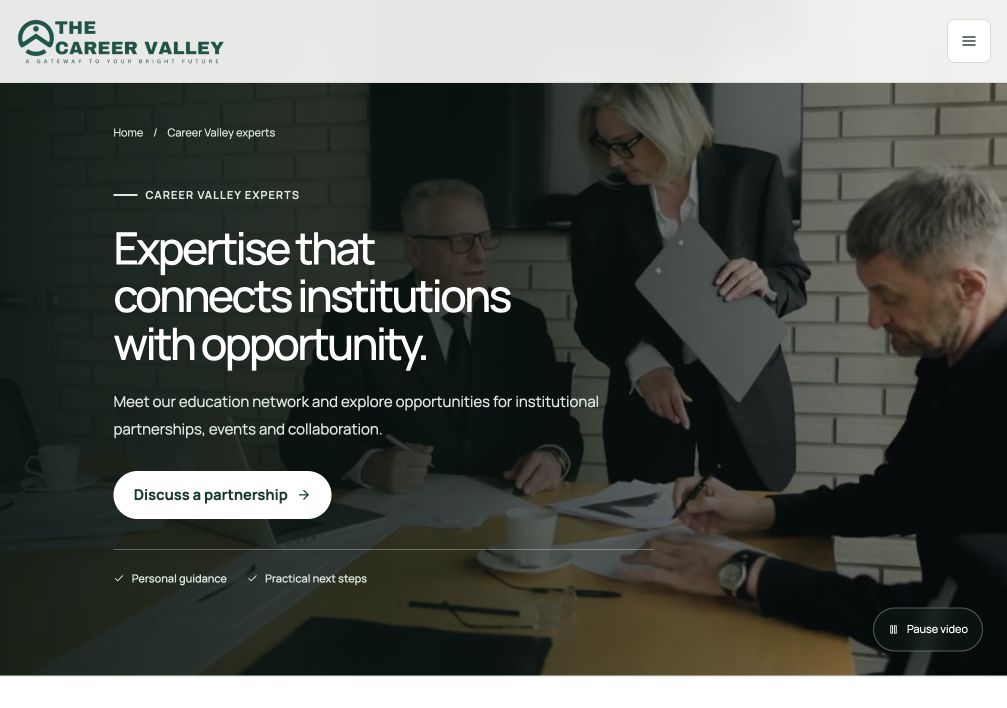 THE
CAREER VALLEY
A GATEWAY TO YOUR BRIGHT FUTURE
Home / Career Valley experts
CAREER VALLEY EXPERTS
Expertise that
connects institutions
with opportunity.
Meet our education network and explore opportunities for institutional
partnerships, events and collaboration.
Discuss a partnership
Personal guidance
Practical next steps
Pause video